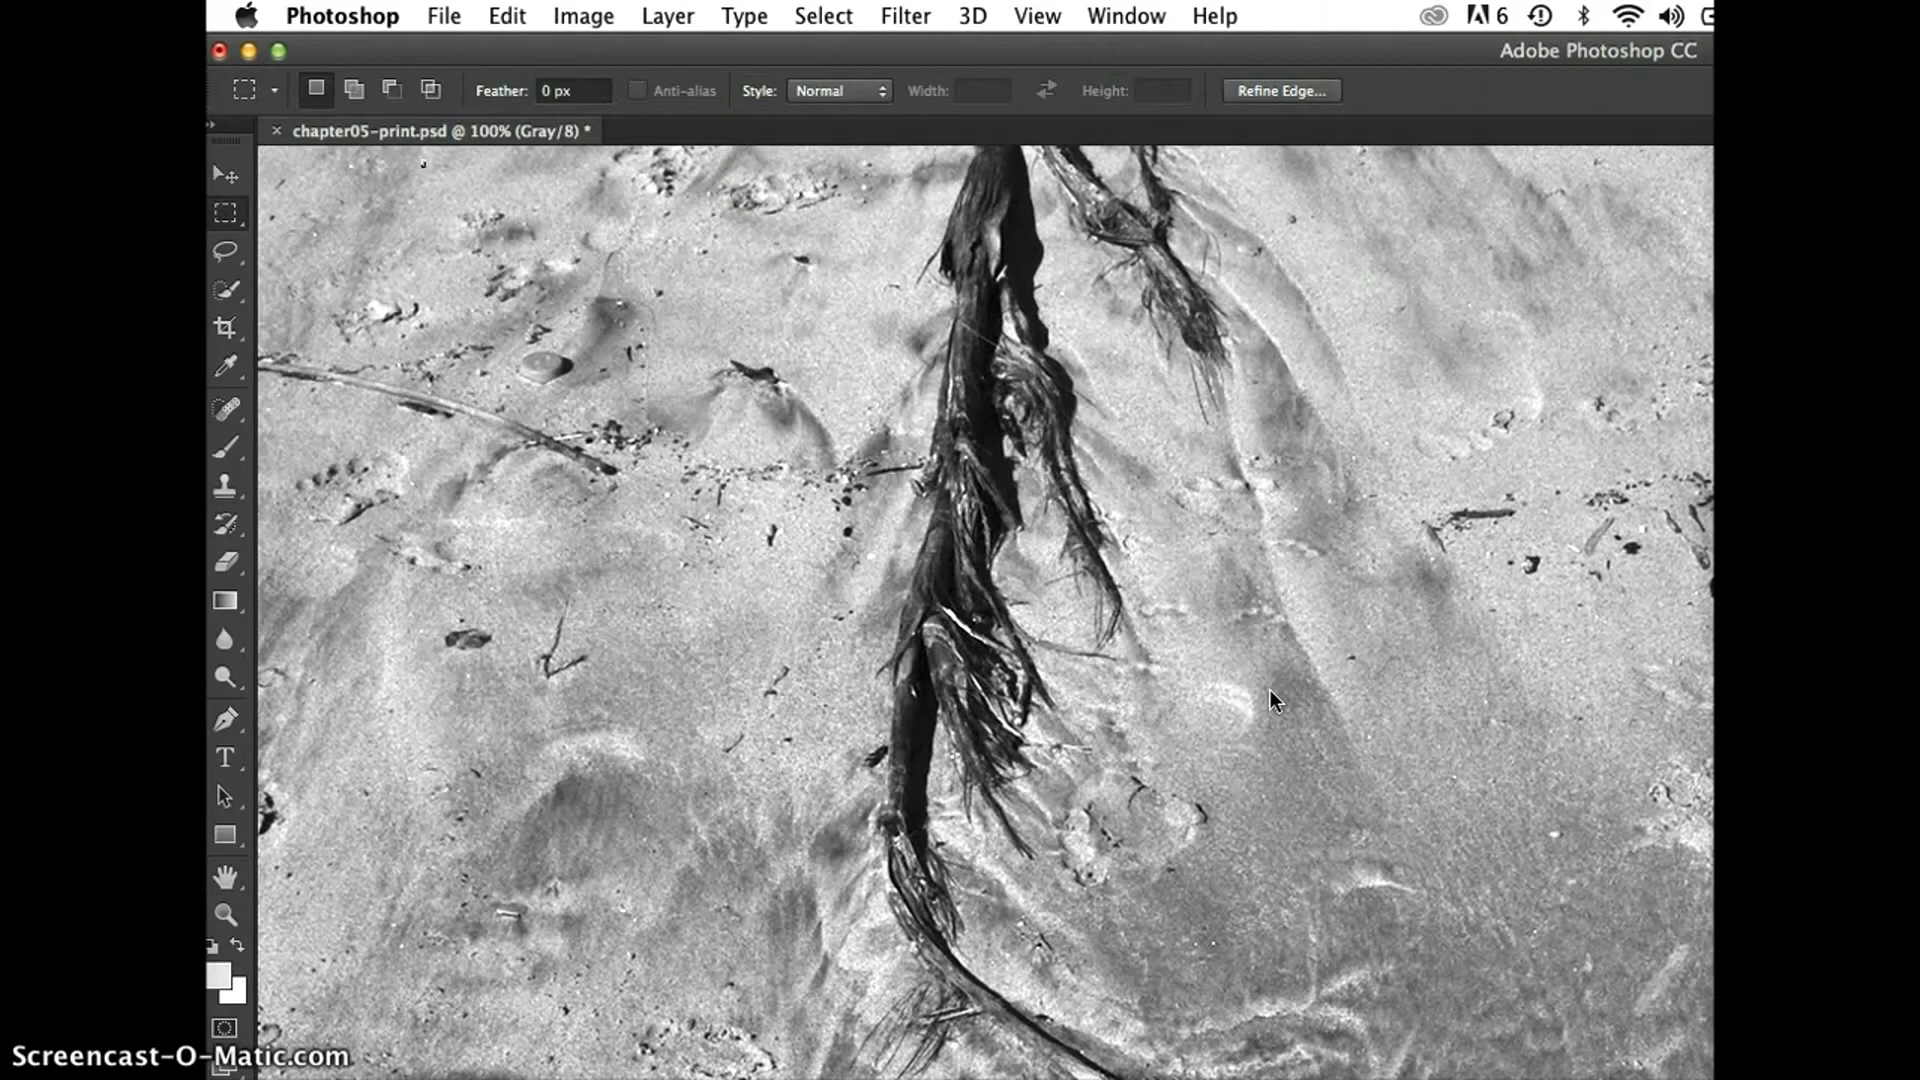 Photoshop File Edit Image Layer Type Select Filter 3D View Window Help 6
Adobe Photoshop CC
Feather: 0 px Anti-alias Style: Normal Width: Height: Refine Edge...
× chapter05-print.psd @ 100% (Gray/8) *
T
Screencast-O-Matic.com